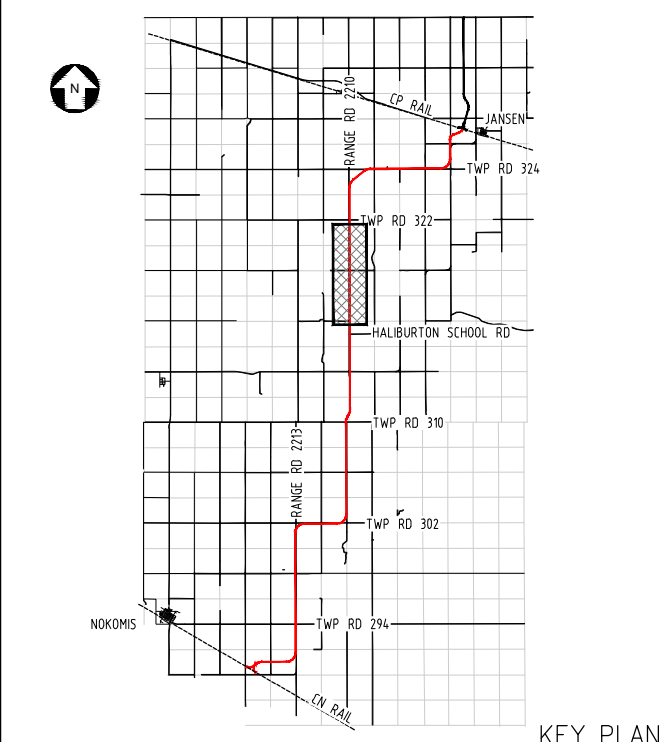 N
RANGE RD 2210
CP RAIL
JANSEN
TWP RD 324
TWP RD 322
HALIBURTON SCHOOL RD
TWP RD 310
RANGE RD 2213
TWP RD 302
NOKOMIS
TWP RD 294
CN RAIL
KEY PLAN